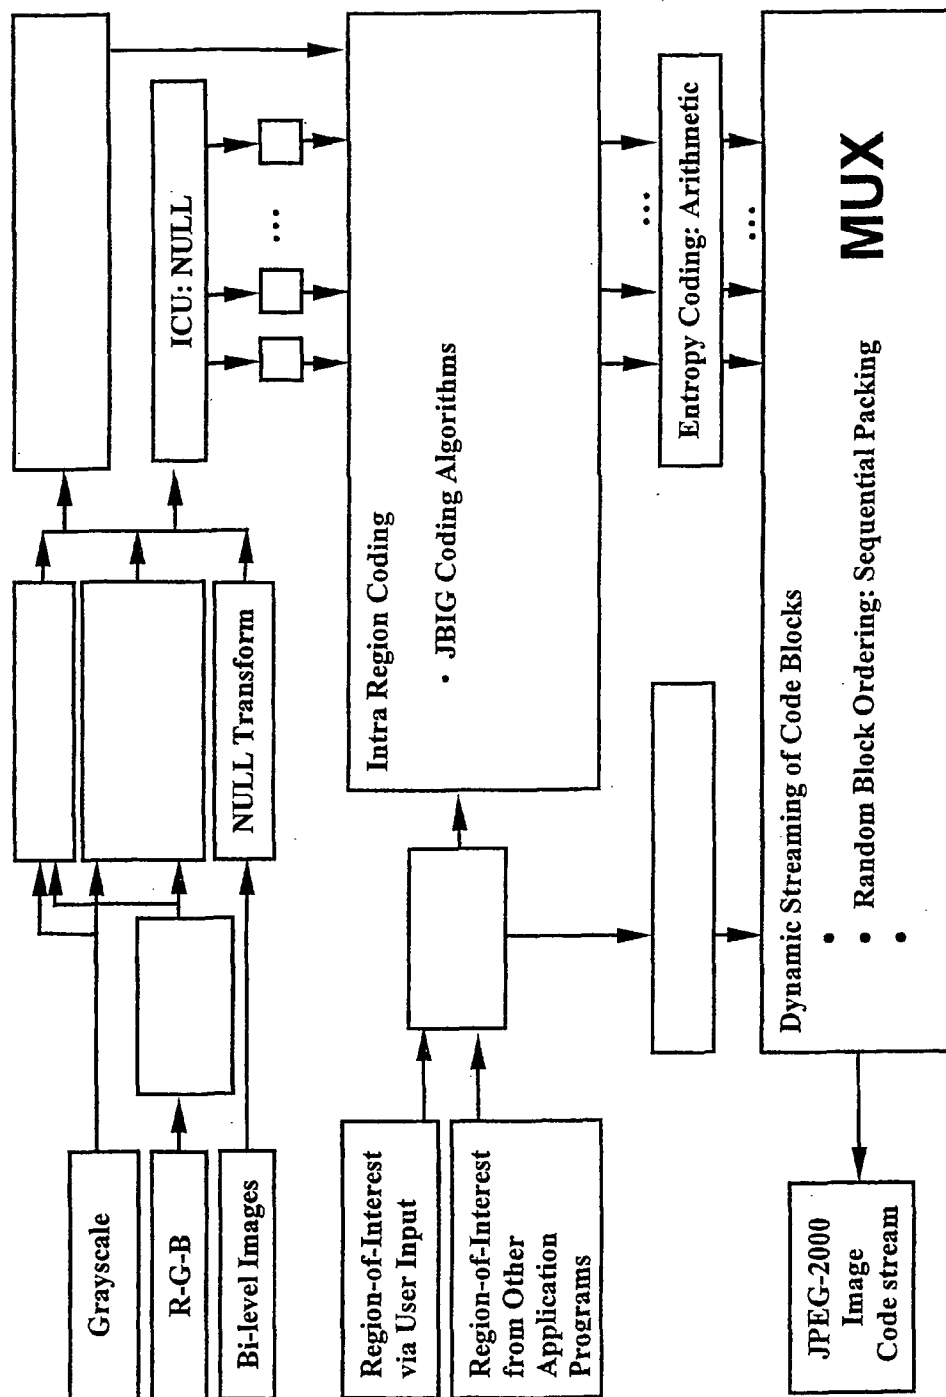 Grayscale
R-G-B
Bi-level Images
NULL Transform
ICU: NULL
...
Region-of-Interest
via User Input
Region-of-Interest
from Other
Application
Programs
Intra Region Coding
• JBIG Coding Algorithms
...
Entropy Coding: Arithmetic
...
Dynamic Streaming of Code Blocks
•
• Random Block Ordering: Sequential Packing
•
MUX
JPEG-2000
Image
Code stream